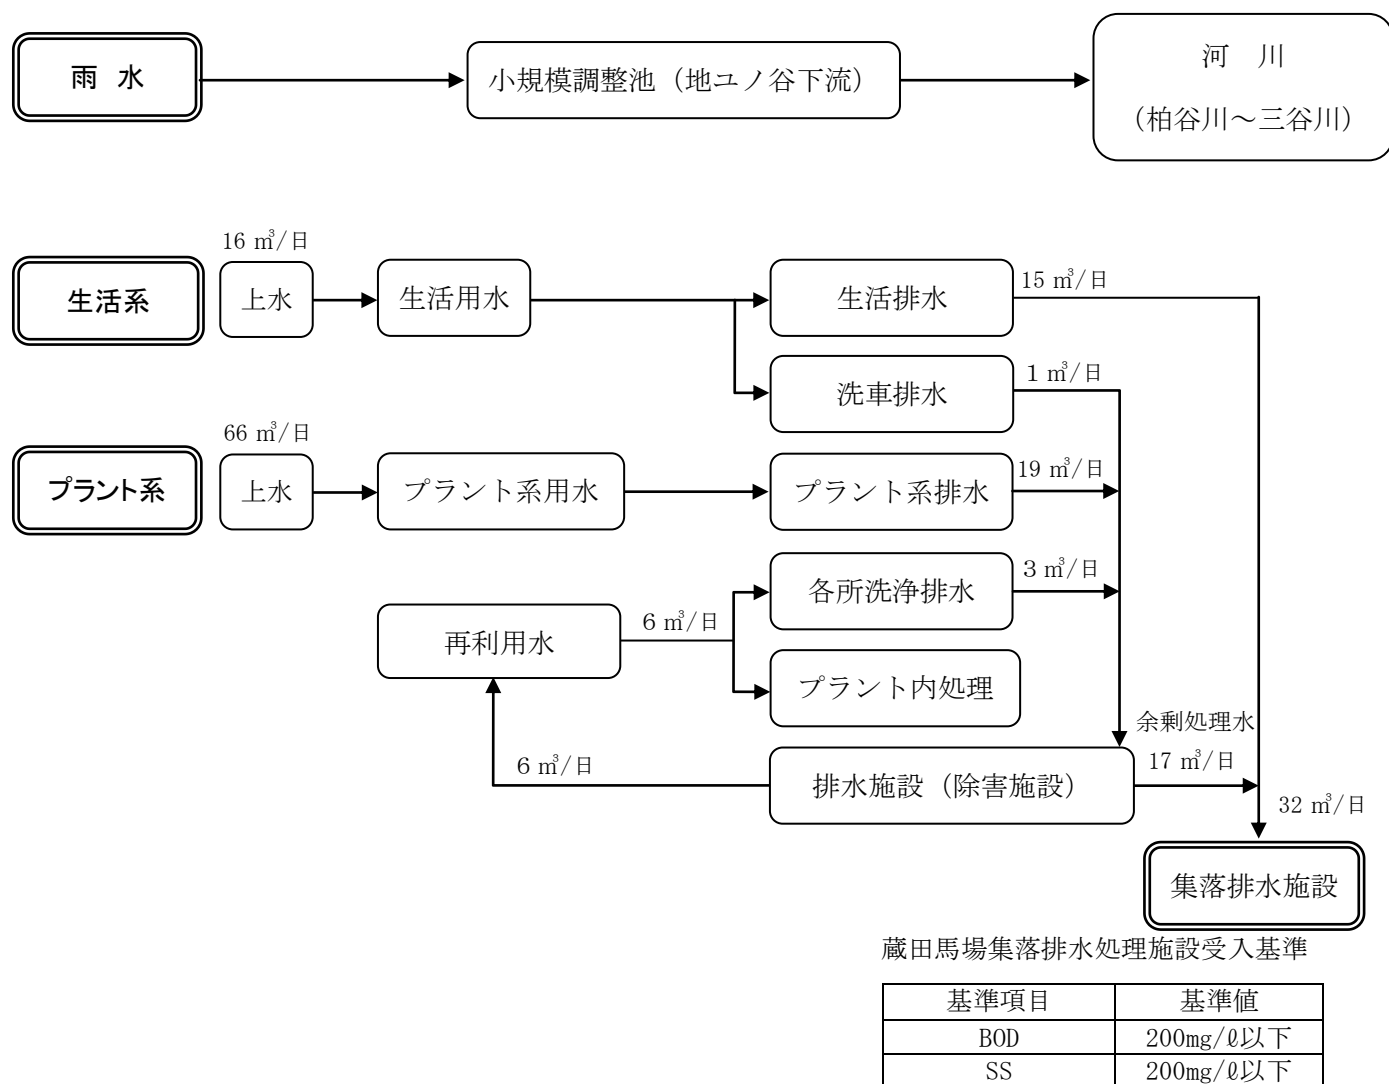 雨 水
小規模調整池（地ユノ谷下流）
河 川
（柏谷川～三谷川）
生活系
16 ㎥/日
上水
生活用水
生活排水
15 ㎥/日
洗車排水
1 ㎥/日
プラント系
66 ㎥/日
上水
プラント系用水
プラント系排水
19 ㎥/日
各所洗浄排水
3 ㎥/日
再利用水
6 ㎥/日
プラント内処理
余剰処理水
6 ㎥/日
排水施設（除害施設）
17 ㎥/日
32 ㎥/日
集落排水施設
蔵田馬場集落排水処理施設受入基準
基準項目 基準値
BOD 200mg/ℓ以下
SS 200mg/ℓ以下